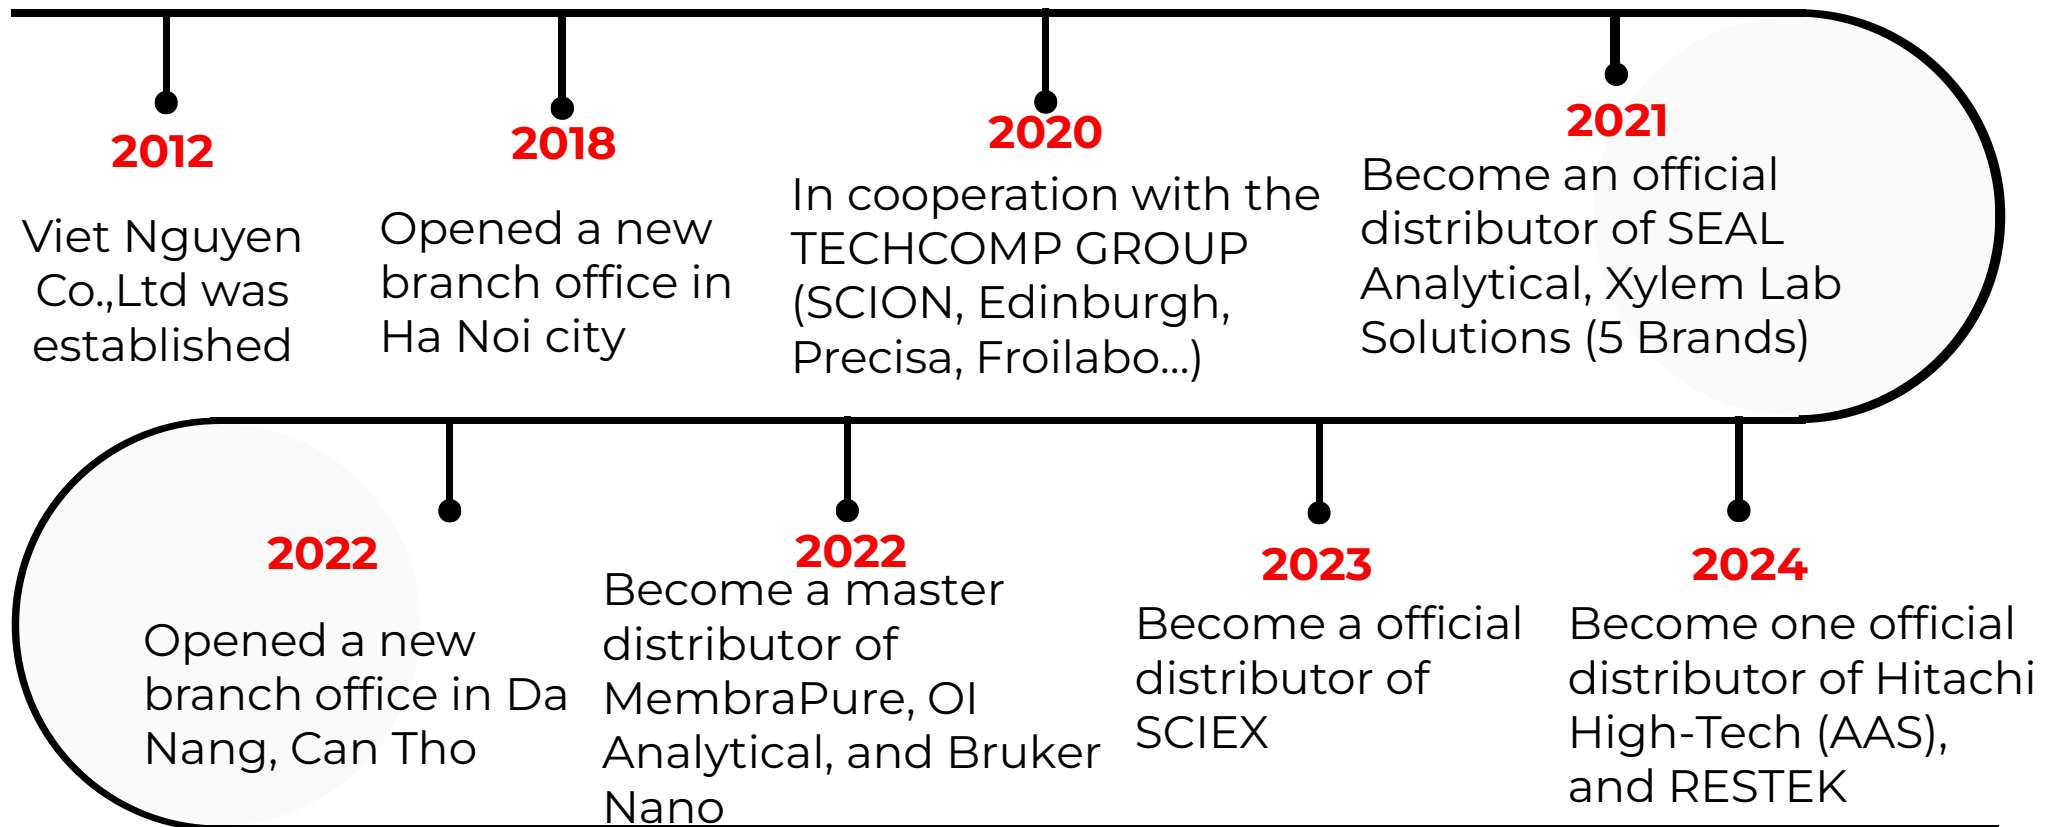 2012
Viet Nguyen
Co.,Ltd was
established
2018
Opened a new
branch office in
Ha Noi city
2020
In cooperation with the
TECHCOMP GROUP
(SCION, Edinburgh,
Precisa, Froilabo...)
2021
Become an official
distributor of SEAL
Analytical, Xylem Lab
Solutions (5 Brands)
2022
Opened a new
branch office in Da
Nang, Can Tho
2022
Become a master
distributor of
MembraPure, OI
Analytical, and Bruker
Nano
2023
Become a official
distributor of
SCIEX
2024
Become one official
distributor of Hitachi
High-Tech (AAS),
and RESTEK